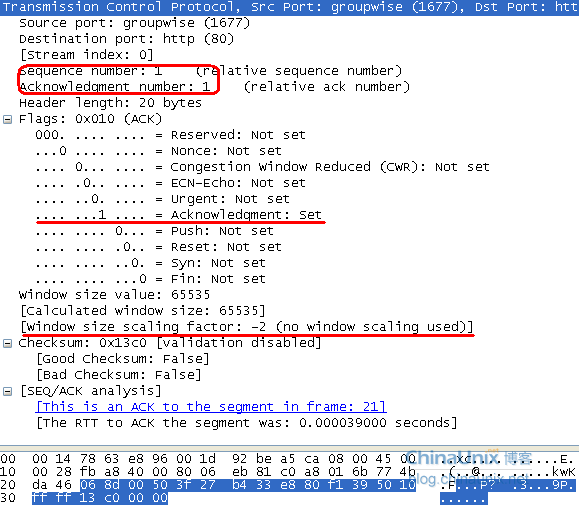 Transmission Control Protocol, Src Port: groupwise (1677), Dst Port: htt
Source port: groupwise (1677)
Destination port: http (80)
[Stream index: 0]
Sequence number: 1 (relative sequence number)
Acknowledgment number: 1 (relative ack number)
Header length: 20 bytes
Flags: 0x010 (ACK)
000. .... .... = Reserved: Not set
...0 .... .... = Nonce: Not set
.... 0... .... = Congestion Window Reduced (CWR): Not set
.... .0.. .... = ECN-Echo: Not set
.... ..0. .... = Urgent: Not set
.... ...1 .... = Acknowledgment: Set
.... .... 0... = Push: Not set
.... .... .0.. = Reset: Not set
.... .... ..0. = Syn: Not set
.... .... ...0 = Fin: Not set
Window size value: 65535
[Calculated window size: 65535]
[Window size scaling factor: -2 (no window scaling used)]
Checksum: 0x13c0 [validation disabled]
[Good Checksum: False]
[Bad Checksum: False]
[SEQ/ACK analysis]
[This is an ACK to the segment in frame: 21]
[The RTT to ACK the segment was: 0.000039000 seconds]
00 00 14 78 63 e8 96 00 1d 92 be a5 ca 08 00 45 00 ...xc... ......E.
10 00 28 fb a8 40 00 80 06 eb 81 c0 a8 01 6b 77 4b .(..@... .....kwK
20 da 46 06 8d 00 50 3f 27 b4 33 e8 80 f1 39 50 10 .F...P?' .3...9P.
30 ff ff 13 c0 00 00 ......
ChinaUnix 博客
blog.chinaunix.net